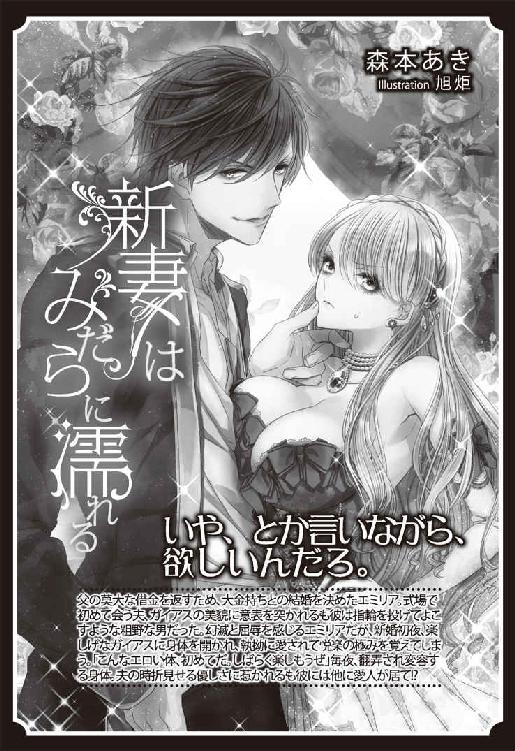 森本あき
Illustration 旭炬
新妻は
みだらに濡れる
いや、とか言いながら、
欲しいんだろ。
父の莫大な借金を返すため、大金持ちとの結婚を決めたエミリア。式場で
初めて会う夫、ガイアスの美貌に意表を突かれるも彼は指輪を投げてよこ
すような粗野な男だった。幻滅と屈辱を感じるエミリアだが、新婚初夜、楽
しげなガイアスに身体を開かれ、執拗に愛されて悦楽の極みを覚えてしま
う。「こんなエロい体、初めてだ。しばらく楽しもうぜ」毎夜、翻弄され変容す
る身体。夫の時折見せる優しさに惹かれるも彼には他に愛人が居て!?